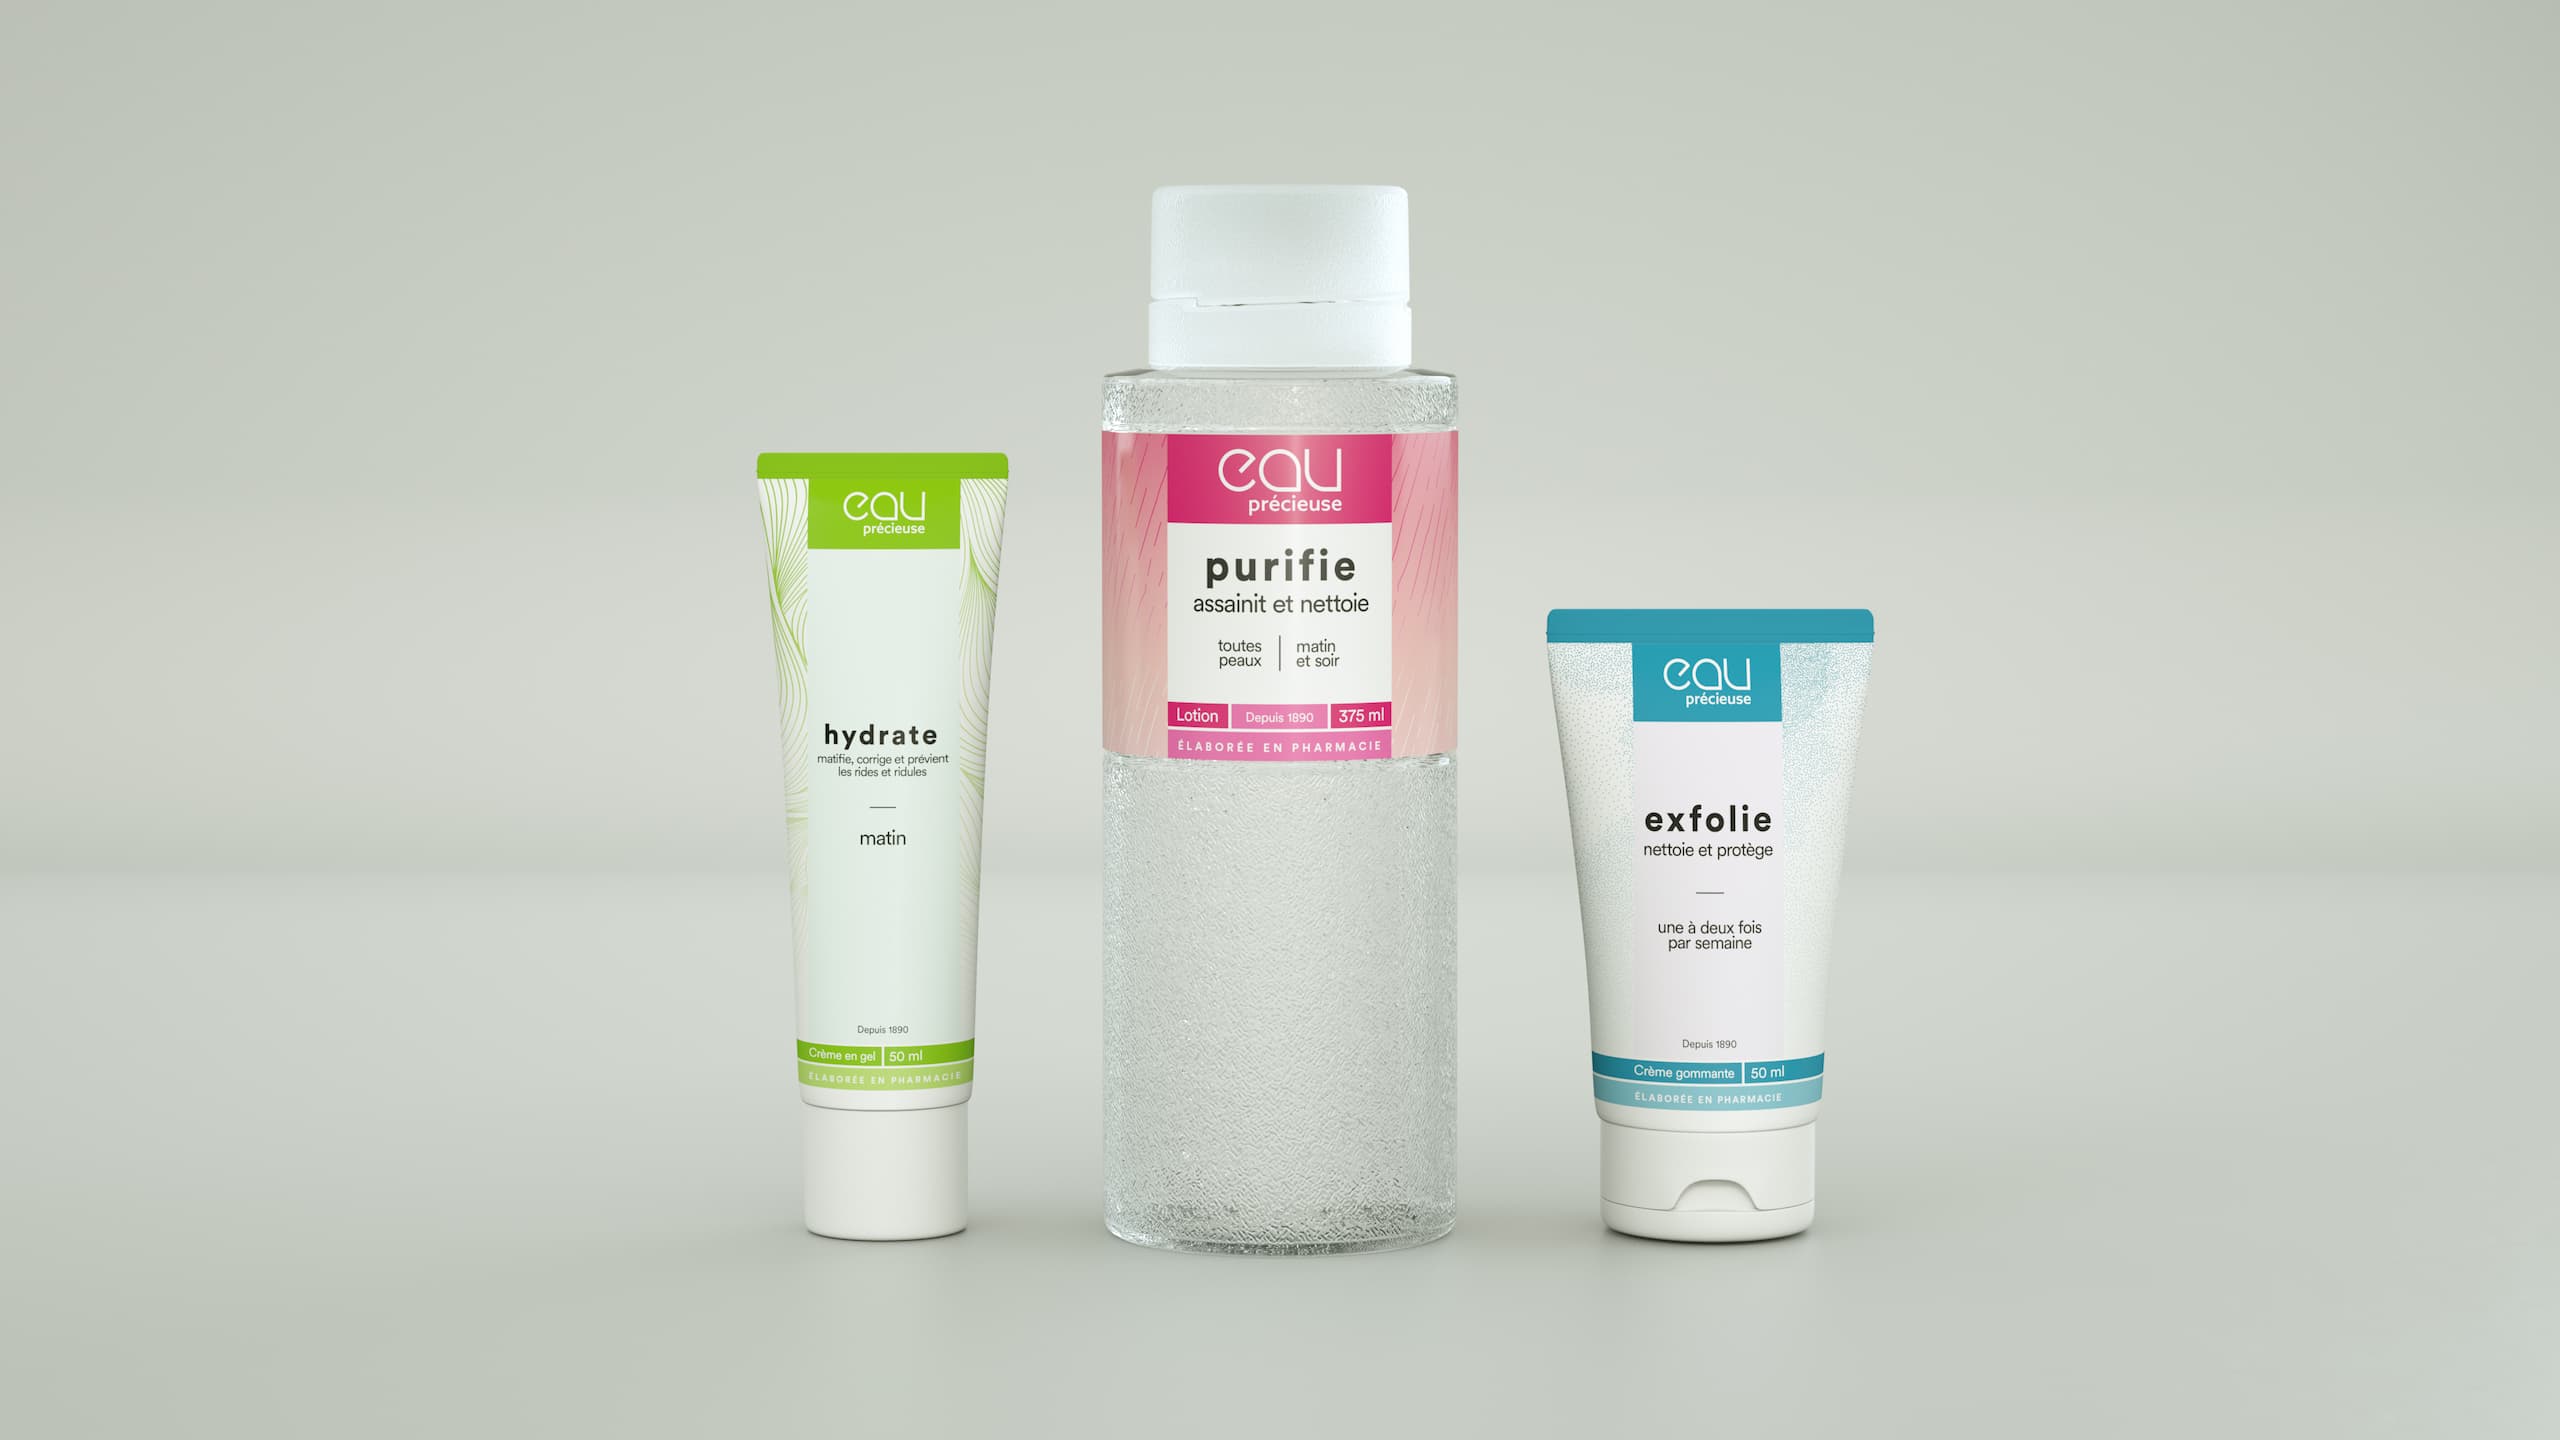 eau
précieuse
hydrate
matifie, corrige et prévient
les rides et ridules
matin
Depuis 1890
Crème en gel 50 ml
ÉLABORÉE EN PHARMACIE
eau
précieuse
purifie
assainit et nettoie
toutes peaux
matin et soir
Lotion Depuis 1890 375 ml
ÉLABORÉE EN PHARMACIE
eau
précieuse
exfolie
nettoie et protège
une à deux fois
par semaine
Depuis 1890
Crème gommante 50 ml
ÉLABORÉE EN PHARMACIE